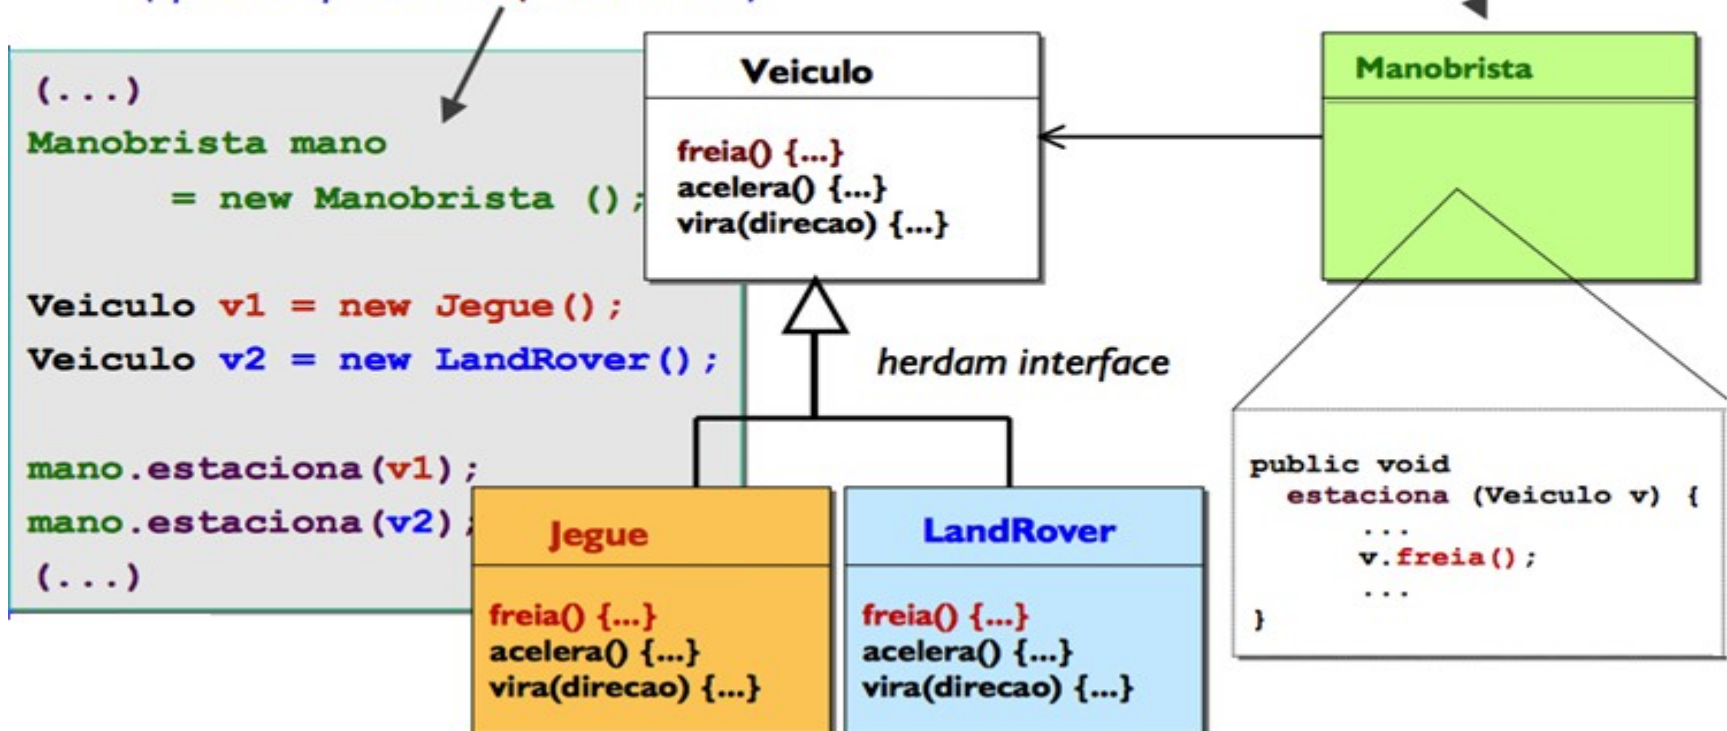 (...)
Manobrista mano
= new Manobrista ();
Veiculo v1 = new Jegue();
Veiculo v2 = new LandRover();
mano.estaciona(v1);
mano.estaciona(v2);
(...)
Veiculo
freia() {...}
acelera() {...}
vira(direcao) {...}
herdam interface
Manobrista
public void
estaciona (Veiculo v) {
...
v.freia();
...
}
Jegue
freia() {...}
acelera() {...}
vira(direcao) {...}
LandRover
freia() {...}
acelera() {...}
vira(direcao) {...}